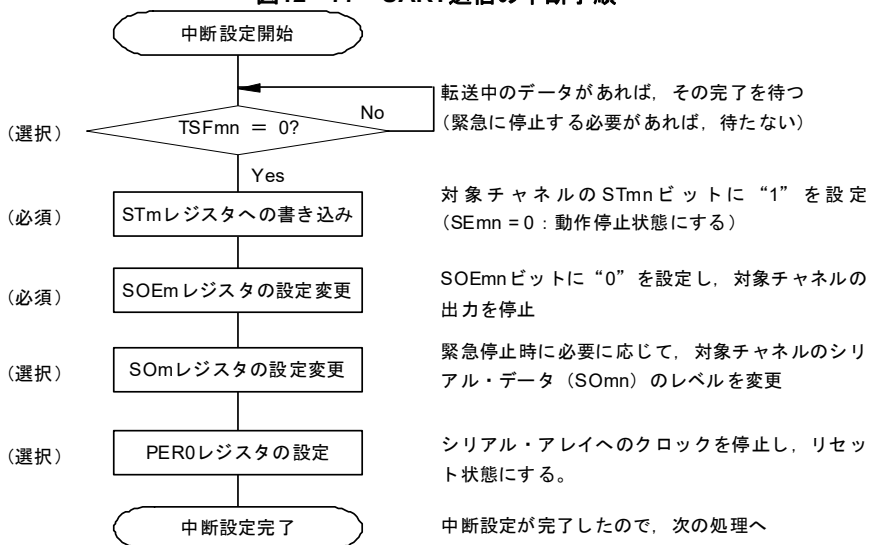 中断設定開始
転送中のデータがあれば，その完了を待つ
（緊急に停止する必要があれば，待たない）
（選択）
TSFmn ＝ 0?
No
Yes
（必須）
STmレジスタへの書き込み
対象チャネルのSTmnビットに“1”を設定
（SEmn = 0：動作停止状態にする）
（必須）
SOEmレジスタの設定変更
SOEmnビットに“0”を設定し，対象チャネルの
出力を停止
（選択）
SOmレジスタの設定変更
緊急停止時に必要に応じて，対象チャネルのシリ
アル・データ（SOmn）のレベルを変更
（選択）
PER0レジスタの設定
シリアル・アレイへのクロックを停止し，リセッ
ト状態にする。
中断設定完了
中断設定が完了したので，次の処理へ